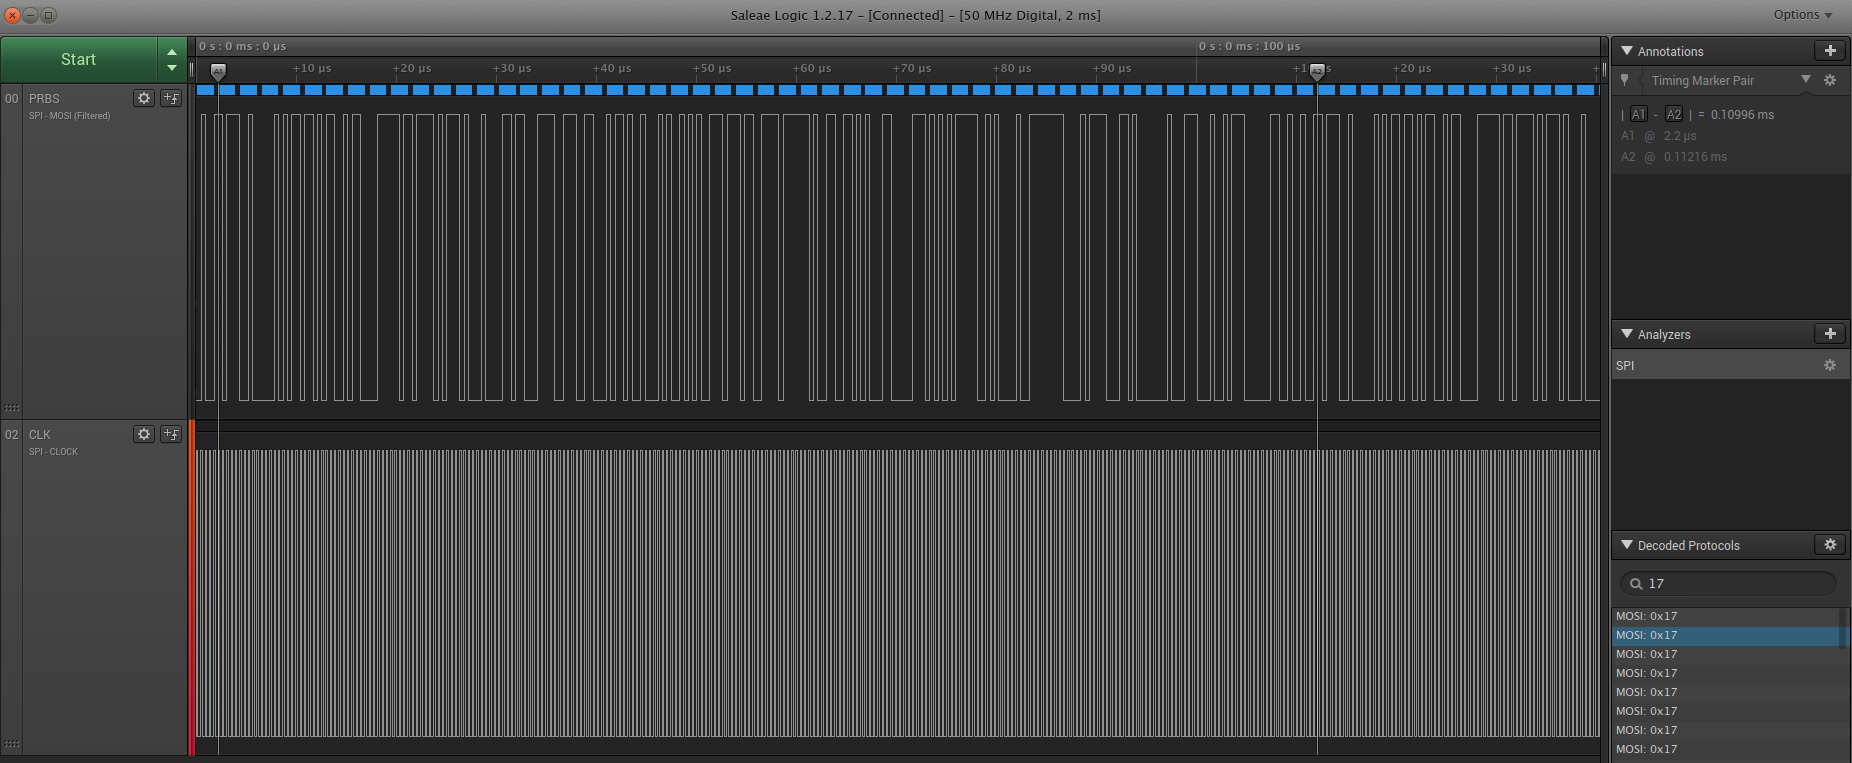 Saleae Logic 1.2.17 - [Connected] - [50 MHz Digital, 2 ms]
Options
Start
0 s : 0 ms : 0 µs
0 s : 0 ms : 100 µs
+10 µs +20 µs +30 µs +40 µs +50 µs +60 µs +70 µs +80 µs +90 µs +20 µs +30 µs
A1
A2
00 PRBS
SPI - MOSI (Filtered)
02 CLK
SPI - CLOCK
Annotations
Timing Marker Pair
| A1 - A2 | = 0.10996 ms
A1 @ 2.2 µs
A2 @ 0.11216 ms
Analyzers
SPI
Decoded Protocols
17
MOSI: 0x17
MOSI: 0x17
MOSI: 0x17
MOSI: 0x17
MOSI: 0x17
MOSI: 0x17
MOSI: 0x17
MOSI: 0x17